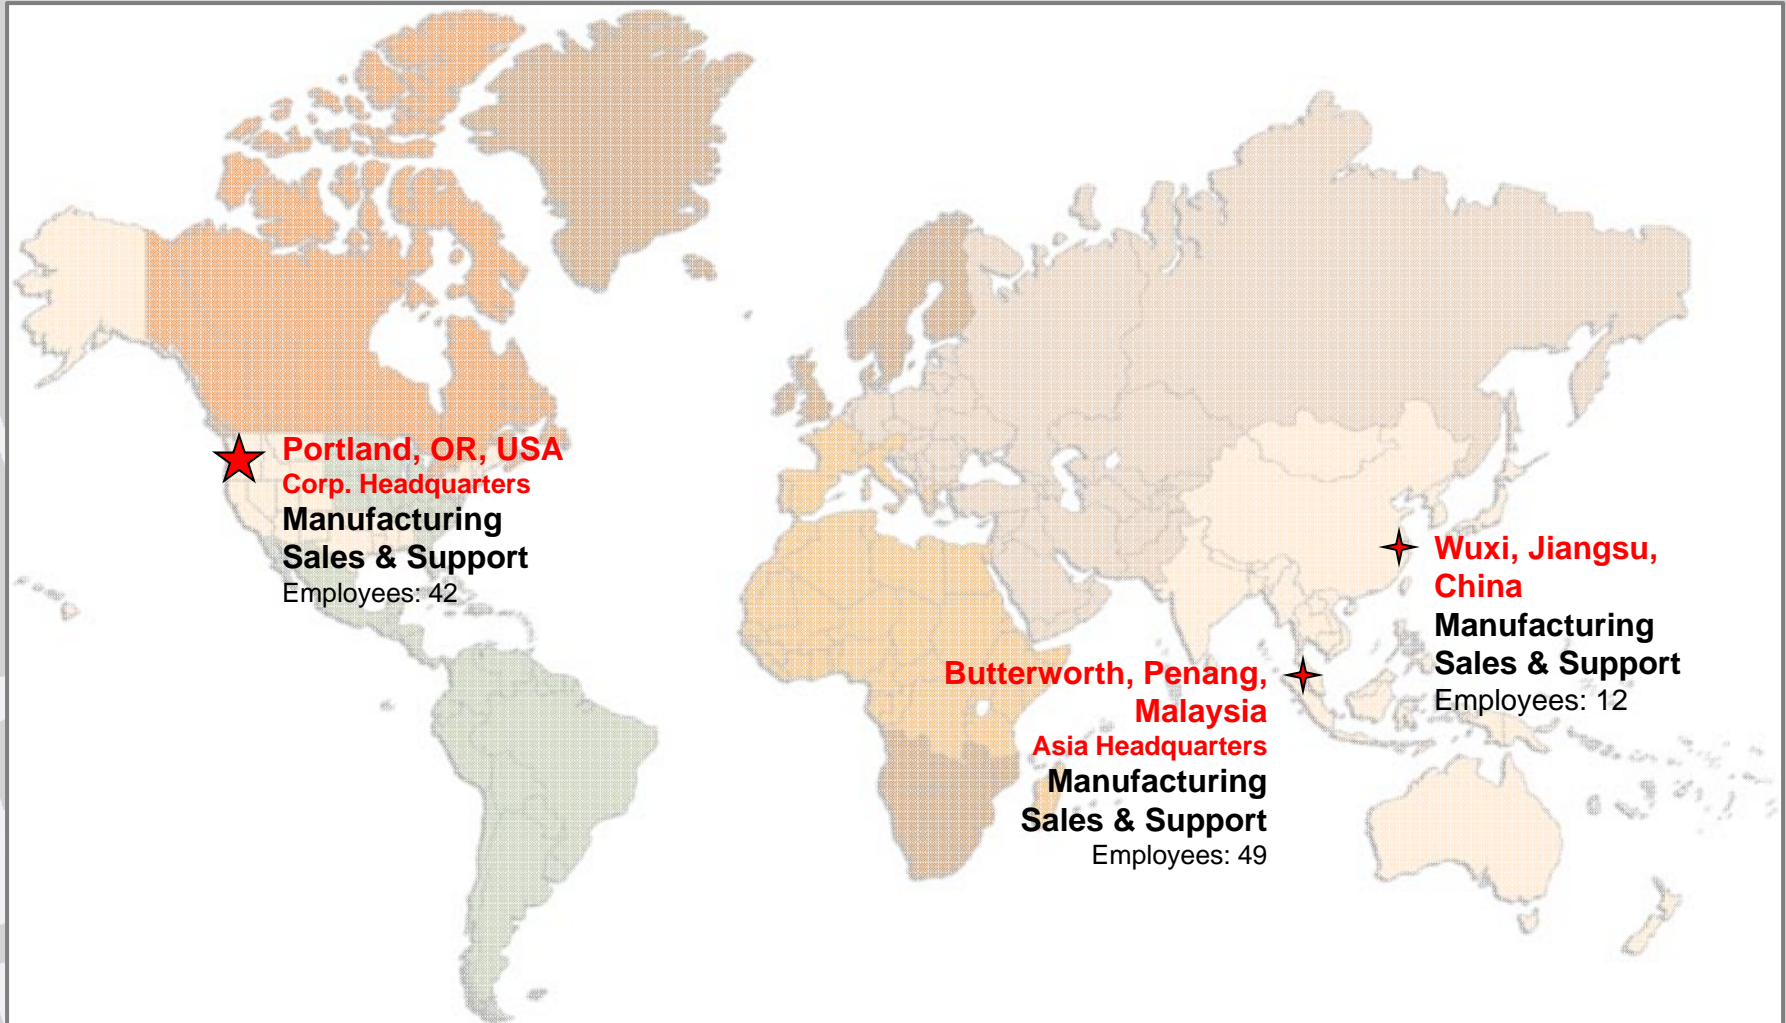 Portland, OR, USA
Corp. Headquarters
Manufacturing
Sales & Support
Employees: 42
Wuxi, Jiangsu,
China
Manufacturing
Sales & Support
Employees: 12
Butterworth, Penang,
Malaysia
Asia Headquarters
Manufacturing
Sales & Support
Employees: 49